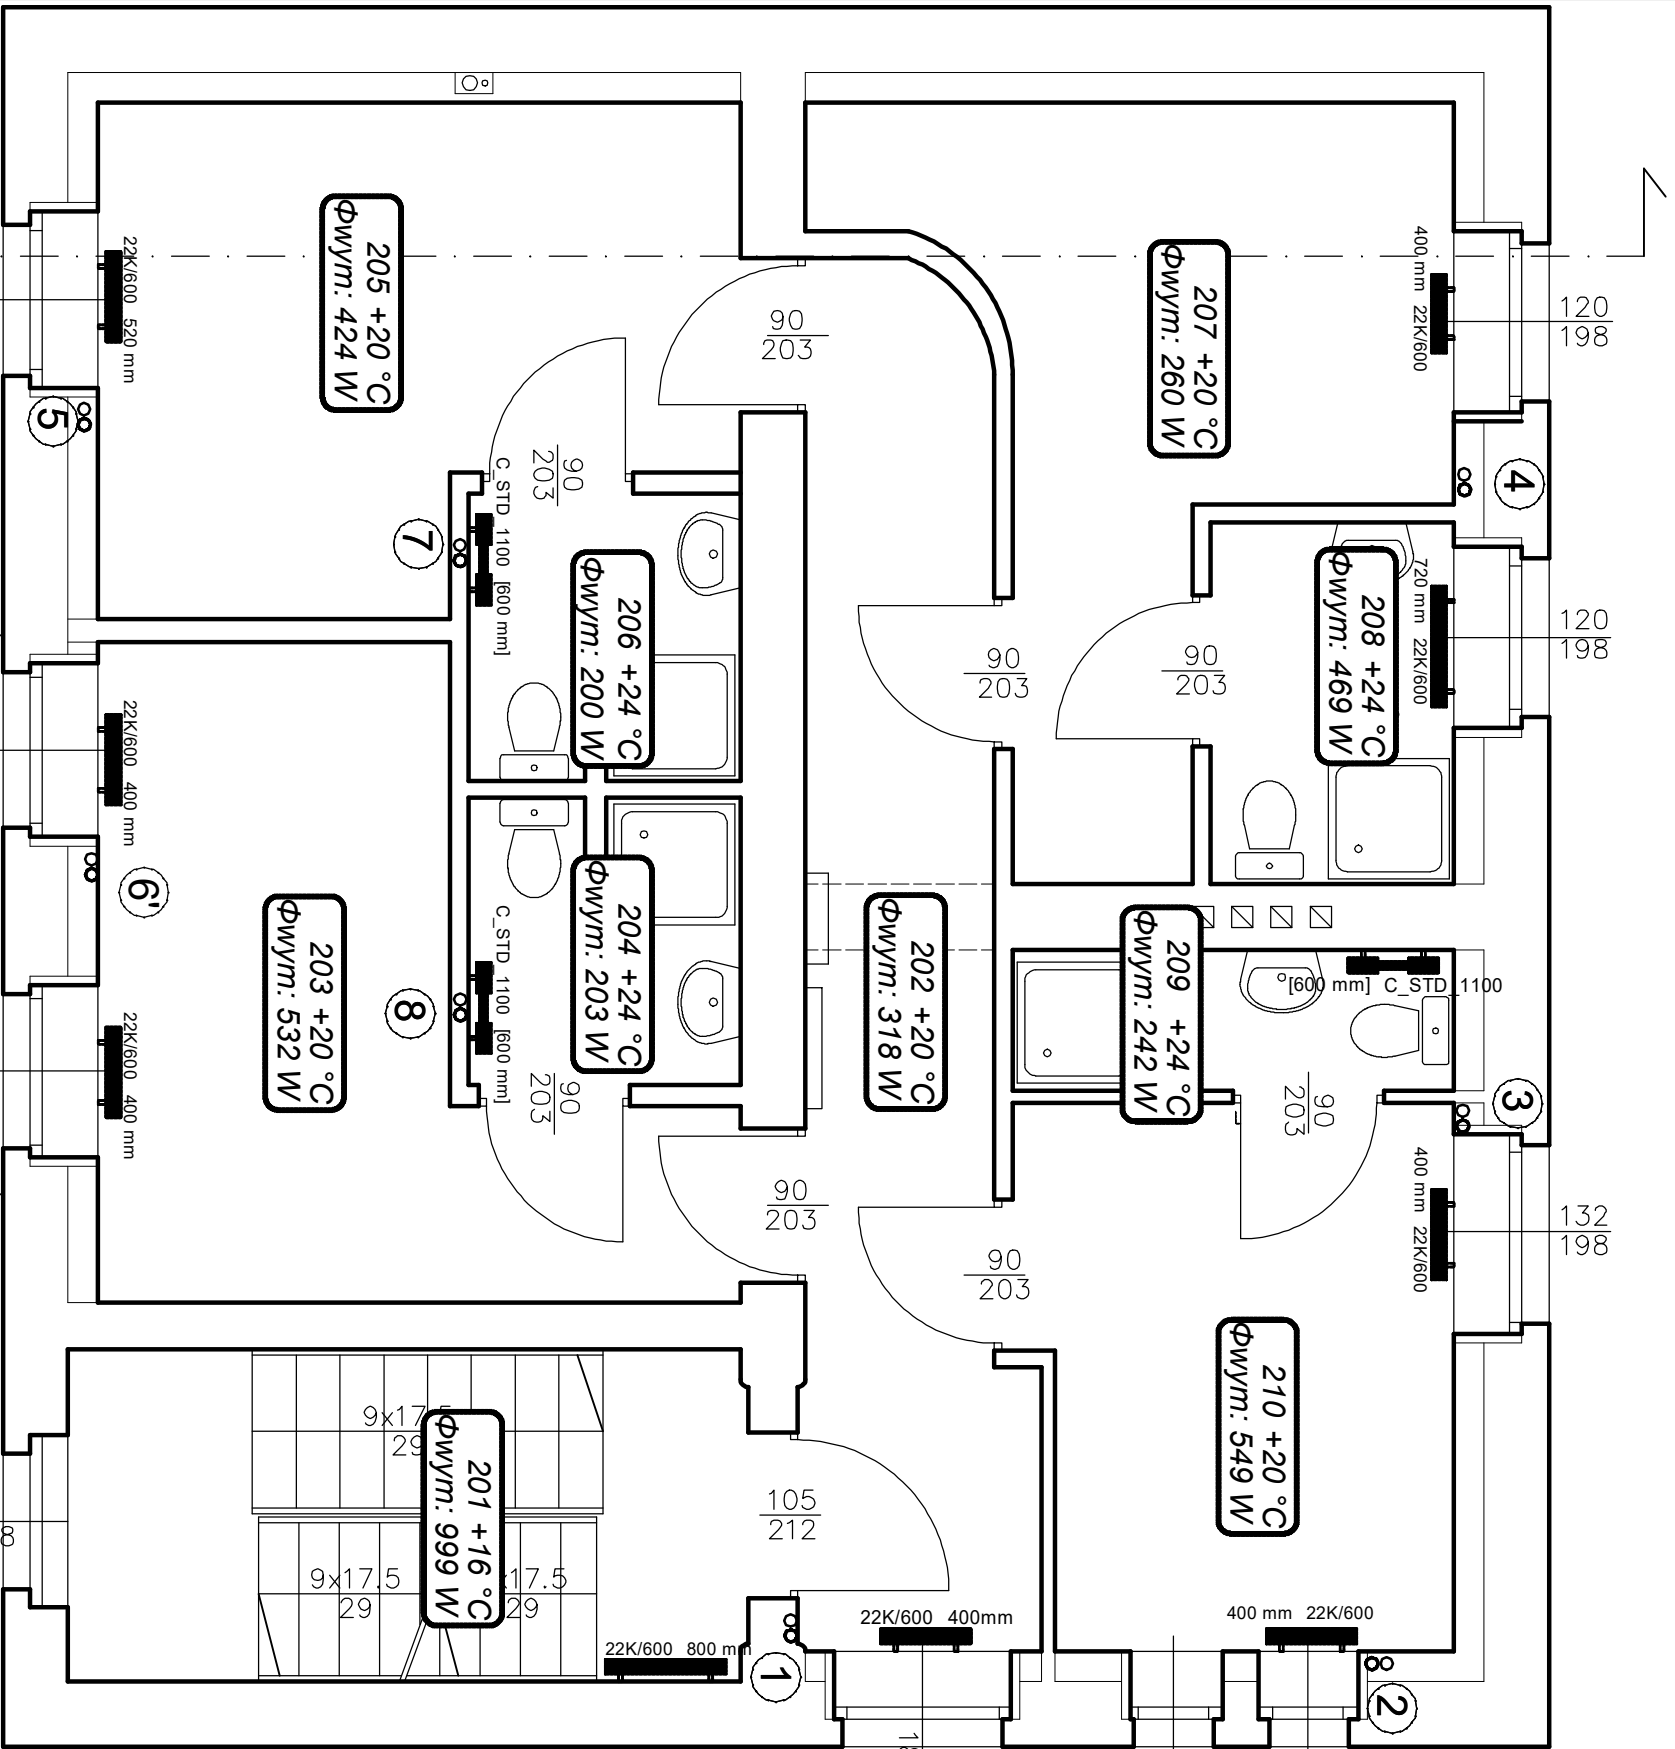 205 +20 °C
Φwym: 424 W
22K/600 520 mm
5
90
203
90
203
207 +20 °C
Φwym: 260 W
400 mm 22K/600
120
198
4
C_STD_1100 [600 mm]
7
206 +24 °C
Φwym: 200 W
90
203
90
203
208 +24 °C
Φwym: 469 W
720 mm 22K/600
120
198
22K/600 400 mm
6'
203 +20 °C
Φwym: 532 W
22K/600 400 mm
8
C_STD_1100 [600 mm]
204 +24 °C
Φwym: 203 W
90
203
202 +20 °C
Φwym: 318 W
209 +24 °C
Φwym: 242 W
[600 mm] C_STD_1100
90
203
3
90
203
90
203
400 mm 22K/600
132
198
210 +20 °C
Φwym: 549 W
9x17.5
29
201 +16 °C
Φwym: 999 W
105
212
9x17.5
29
17.5
29
8
22K/600 800 mm
1
22K/600 400mm
400 mm 22K/600
2